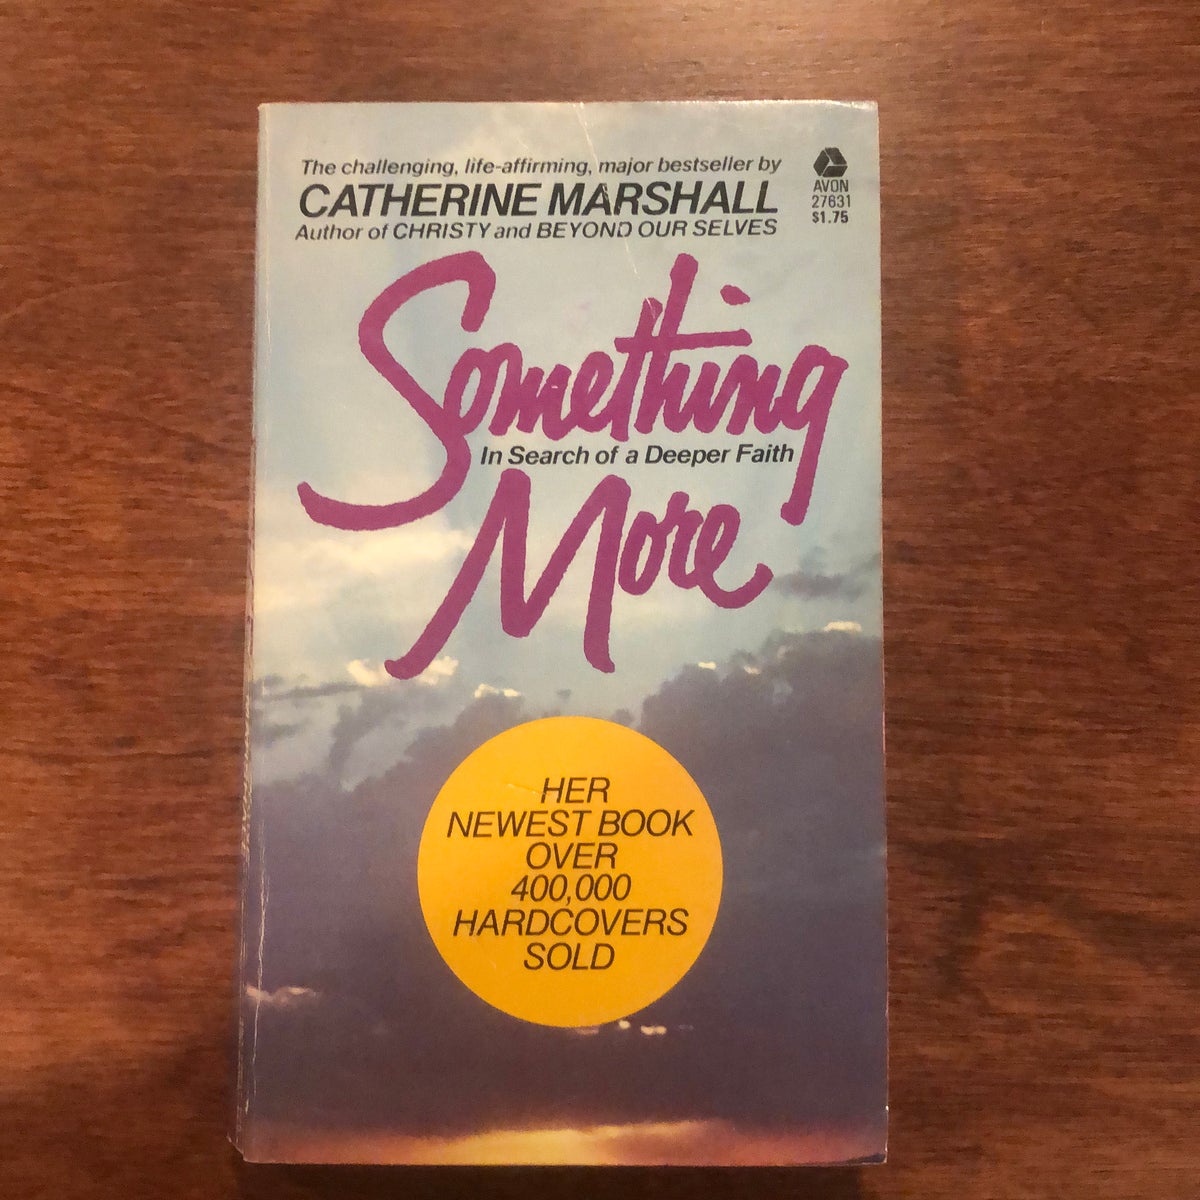 The challenging, life-affirming, major bestseller by
CATHERINE MARSHALL
Author of CHRISTY and BEYOND OUR SELVES
AVON
27631
$1.75
Something
In Search of a Deeper Faith
More
HER
NEWEST BOOK
OVER
400,000
HARDCOVERS
SOLD